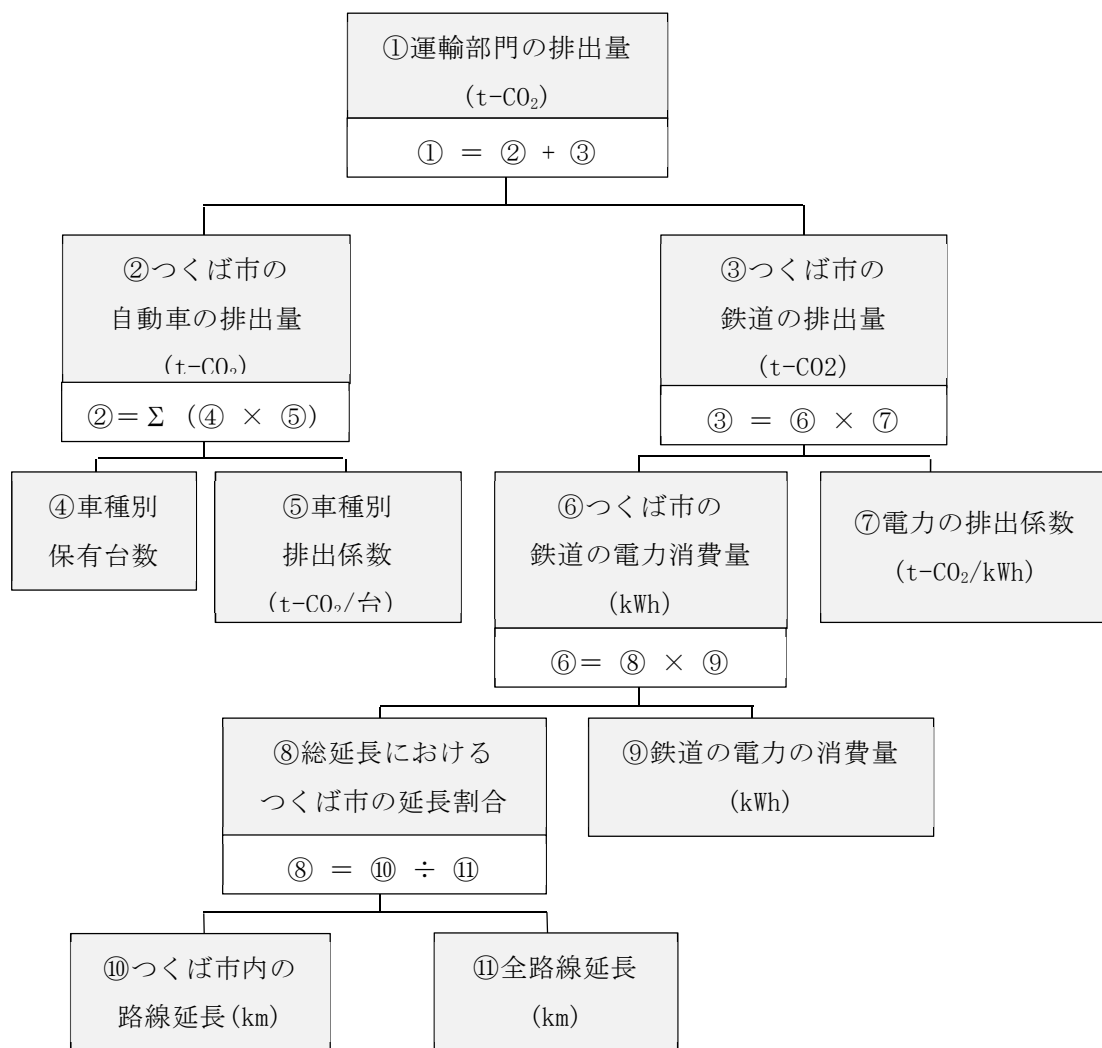 ①運輸部門の排出量
(t-CO₂)
① = ② + ③
②つくば市の
自動車の排出量
(t-CO₂)
②=Σ (④ × ⑤)
③つくば市の
鉄道の排出量
(t-CO2)
③ = ⑥ × ⑦
④車種別
保有台数
⑤車種別
排出係数
(t-CO₂/台)
⑥つくば市の
鉄道の電力消費量
(kWh)
⑥= ⑧ × ⑨
⑦電力の排出係数
(t-CO₂/kWh)
⑧総延長における
つくば市の延長割合
⑧ = ⑩ ÷ ⑪
⑨鉄道の電力の消費量
(kWh)
⑩つくば市内の
路線延長(km)
⑪全路線延長
(km)